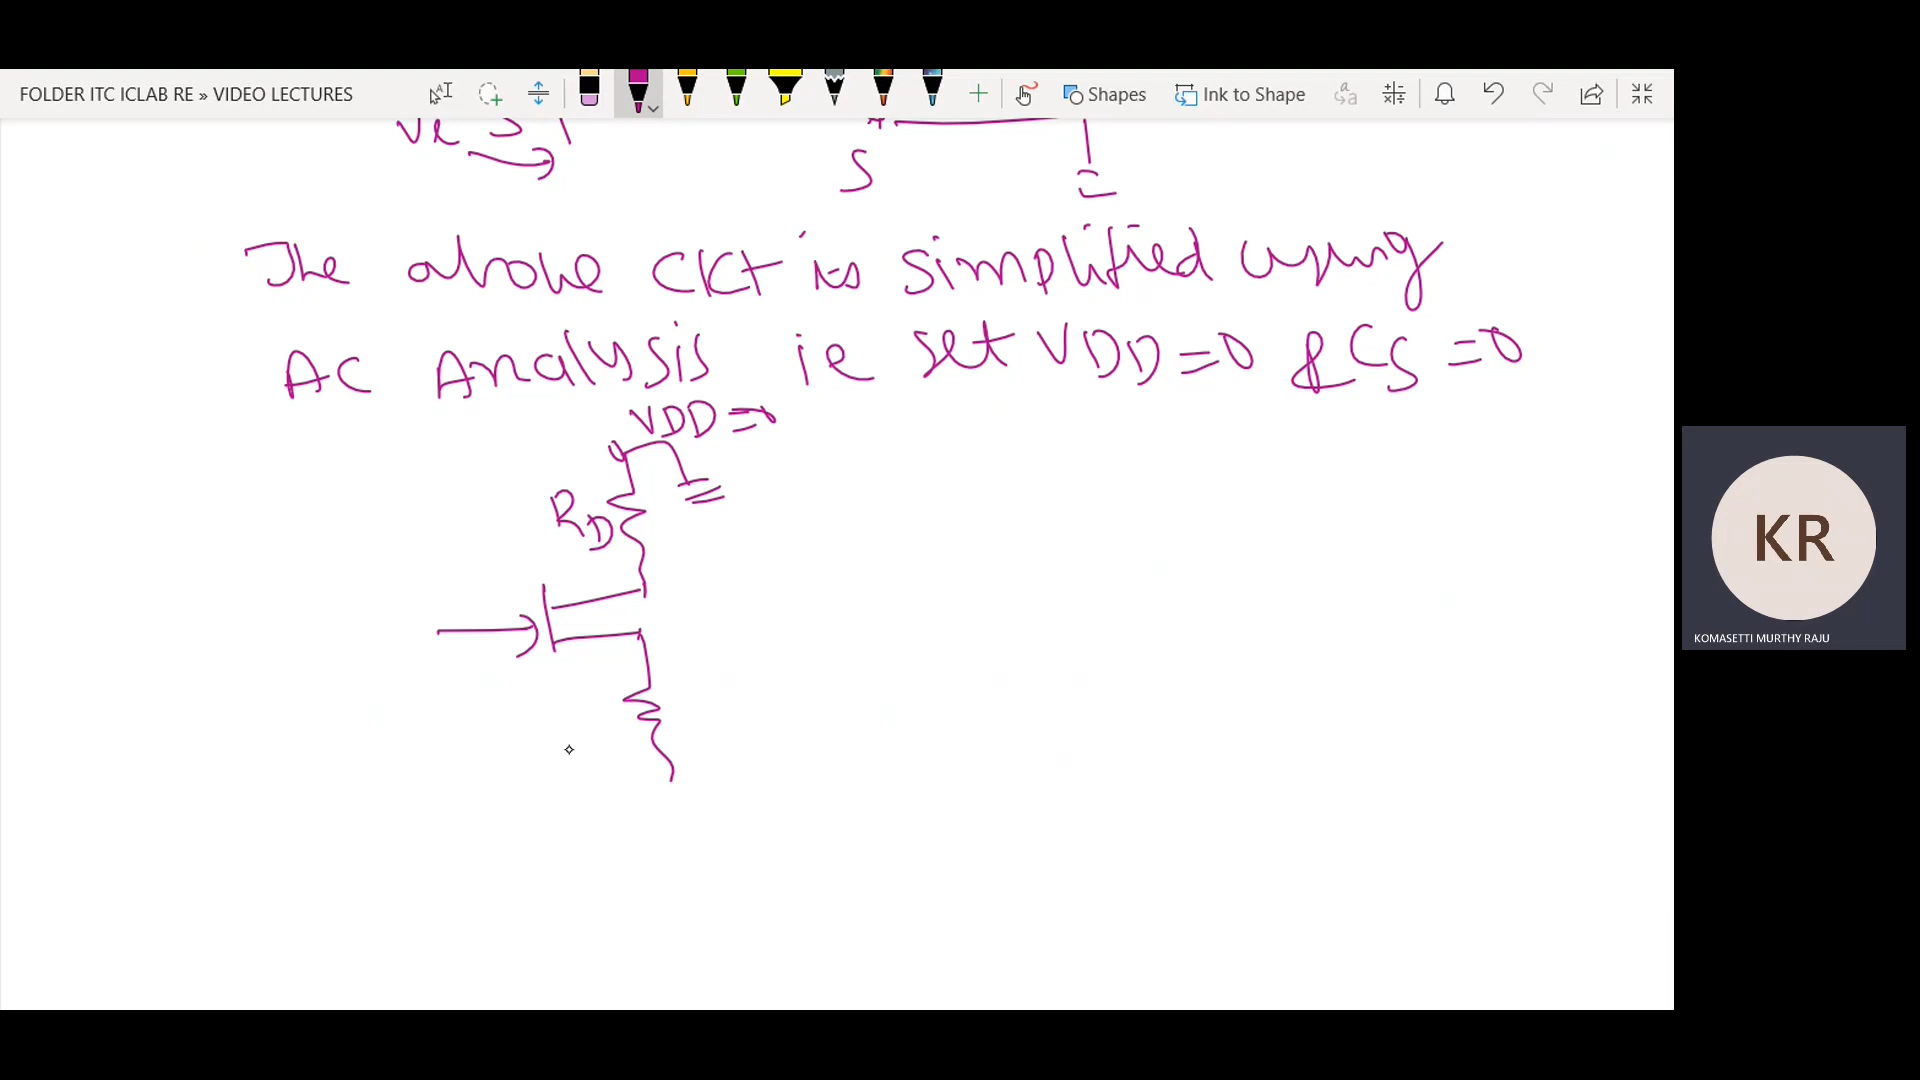 FOLDER ITC ICLAB RE » VIDEO LECTURES
Shapes
Ink to Shape
S
The above CKT is simplified using
AC Analysis ie set VDD=0 & CS=0
VDD=0
RD
KR
KOMASETTI MURTHY RAJU